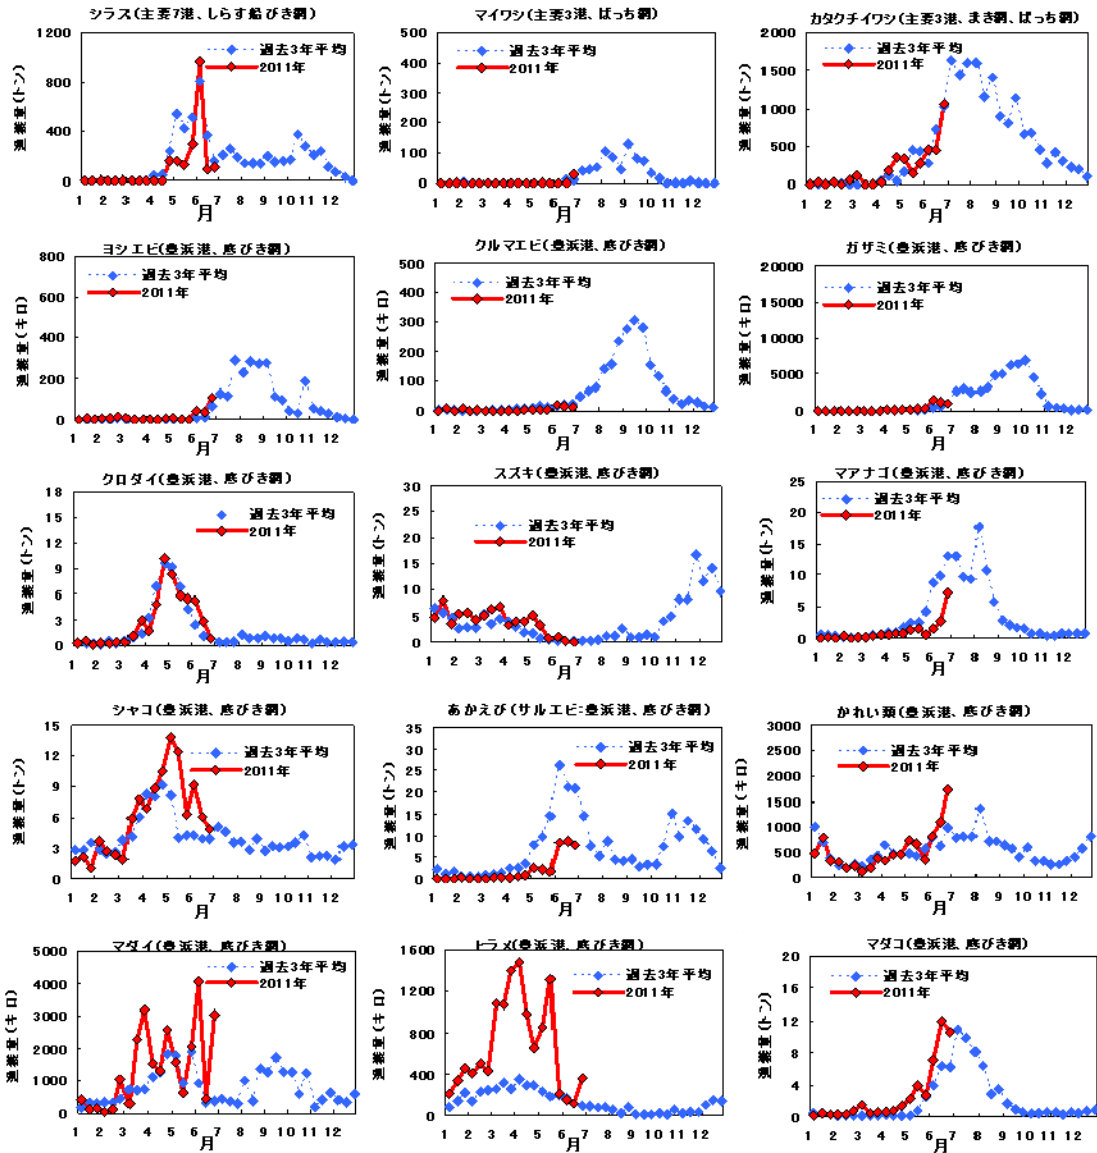 シラス(主要7港、しらす船びき網)
漁獲量(トン)
1200
800
400
0
過去3年平均
2011年
1 2 3 4 5 6 7 8 9 10 11 12
月
マイワシ(主要3港、ばっち網)
漁獲量(トン)
500
400
300
200
100
0
過去3年平均
2011年
1 2 3 4 5 6 7 8 9 10 11 12
月
カタクチイワシ(主要3港、まき網、ばっち網)
漁獲量(トン)
2000
1500
1000
500
0
過去3年平均
2011年
1 2 3 4 5 6 7 8 9 10 11 12
月
ヨシエビ(豊浜港、底びき網)
漁獲量(キロ)
800
600
400
200
0
過去3年平均
2011年
1 2 3 4 5 6 7 8 9 10 11 12
月
クルマエビ(豊浜港、底びき網)
漁獲量(キロ)
500
400
300
200
100
0
過去3年平均
2011年
1 2 3 4 5 6 7 8 9 10 11 12
月
ガザミ(豊浜港、底びき網)
漁獲量(キロ)
20000
15000
10000
5000
0
過去3年平均
2011年
1 2 3 4 5 6 7 8 9 10 11 12
月
クロダイ(豊浜港、底びき網)
漁獲量(トン)
18
15
12
9
6
3
0
過去3年平均
2011年
1 2 3 4 5 6 7 8 9 10 11 12
月
スズキ(豊浜港、底びき網)
漁獲量(トン)
30
25
20
15
10
5
0
過去3年平均
2011年
1 2 3 4 5 6 7 8 9 10 11 12
月
マアナゴ(豊浜港、底びき網)
漁獲量(トン)
25
20
15
10
5
0
過去3年平均
2011年
1 2 3 4 5 6 7 8 9 10 11 12
月
シャコ(豊浜港、底びき網)
漁獲量(トン)
15
12
9
6
3
0
過去3年平均
2011年
1 2 3 4 5 6 7 8 9 10 11 12
月
あかえび(サルエビ:豊浜港、底びき網)
漁獲量(トン)
35
30
25
20
15
10
5
0
過去3年平均
2011年
1 2 3 4 5 6 7 8 9 10 11 12
月
かれい類(豊浜港、底びき網)
漁獲量(キロ)
3000
2500
2000
1500
1000
500
0
過去3年平均
2011年
1 2 3 4 5 6 7 8 9 10 11 12
月
マダイ(豊浜港、底びき網)
漁獲量(キロ)
5000
4000
3000
2000
1000
0
過去3年平均
2011年
1 2 3 4 5 6 7 8 9 10 11 12
月
ヒラメ(豊浜港、底びき網)
漁獲量(キロ)
1600
1200
800
400
0
過去3年平均
2011年
1 2 3 4 5 6 7 8 9 10 11 12
月
マダコ(豊浜港、底びき網)
漁獲量(トン)
20
16
12
8
4
0
過去3年平均
2011年
1 2 3 4 5 6 7 8 9 10 11 12
月